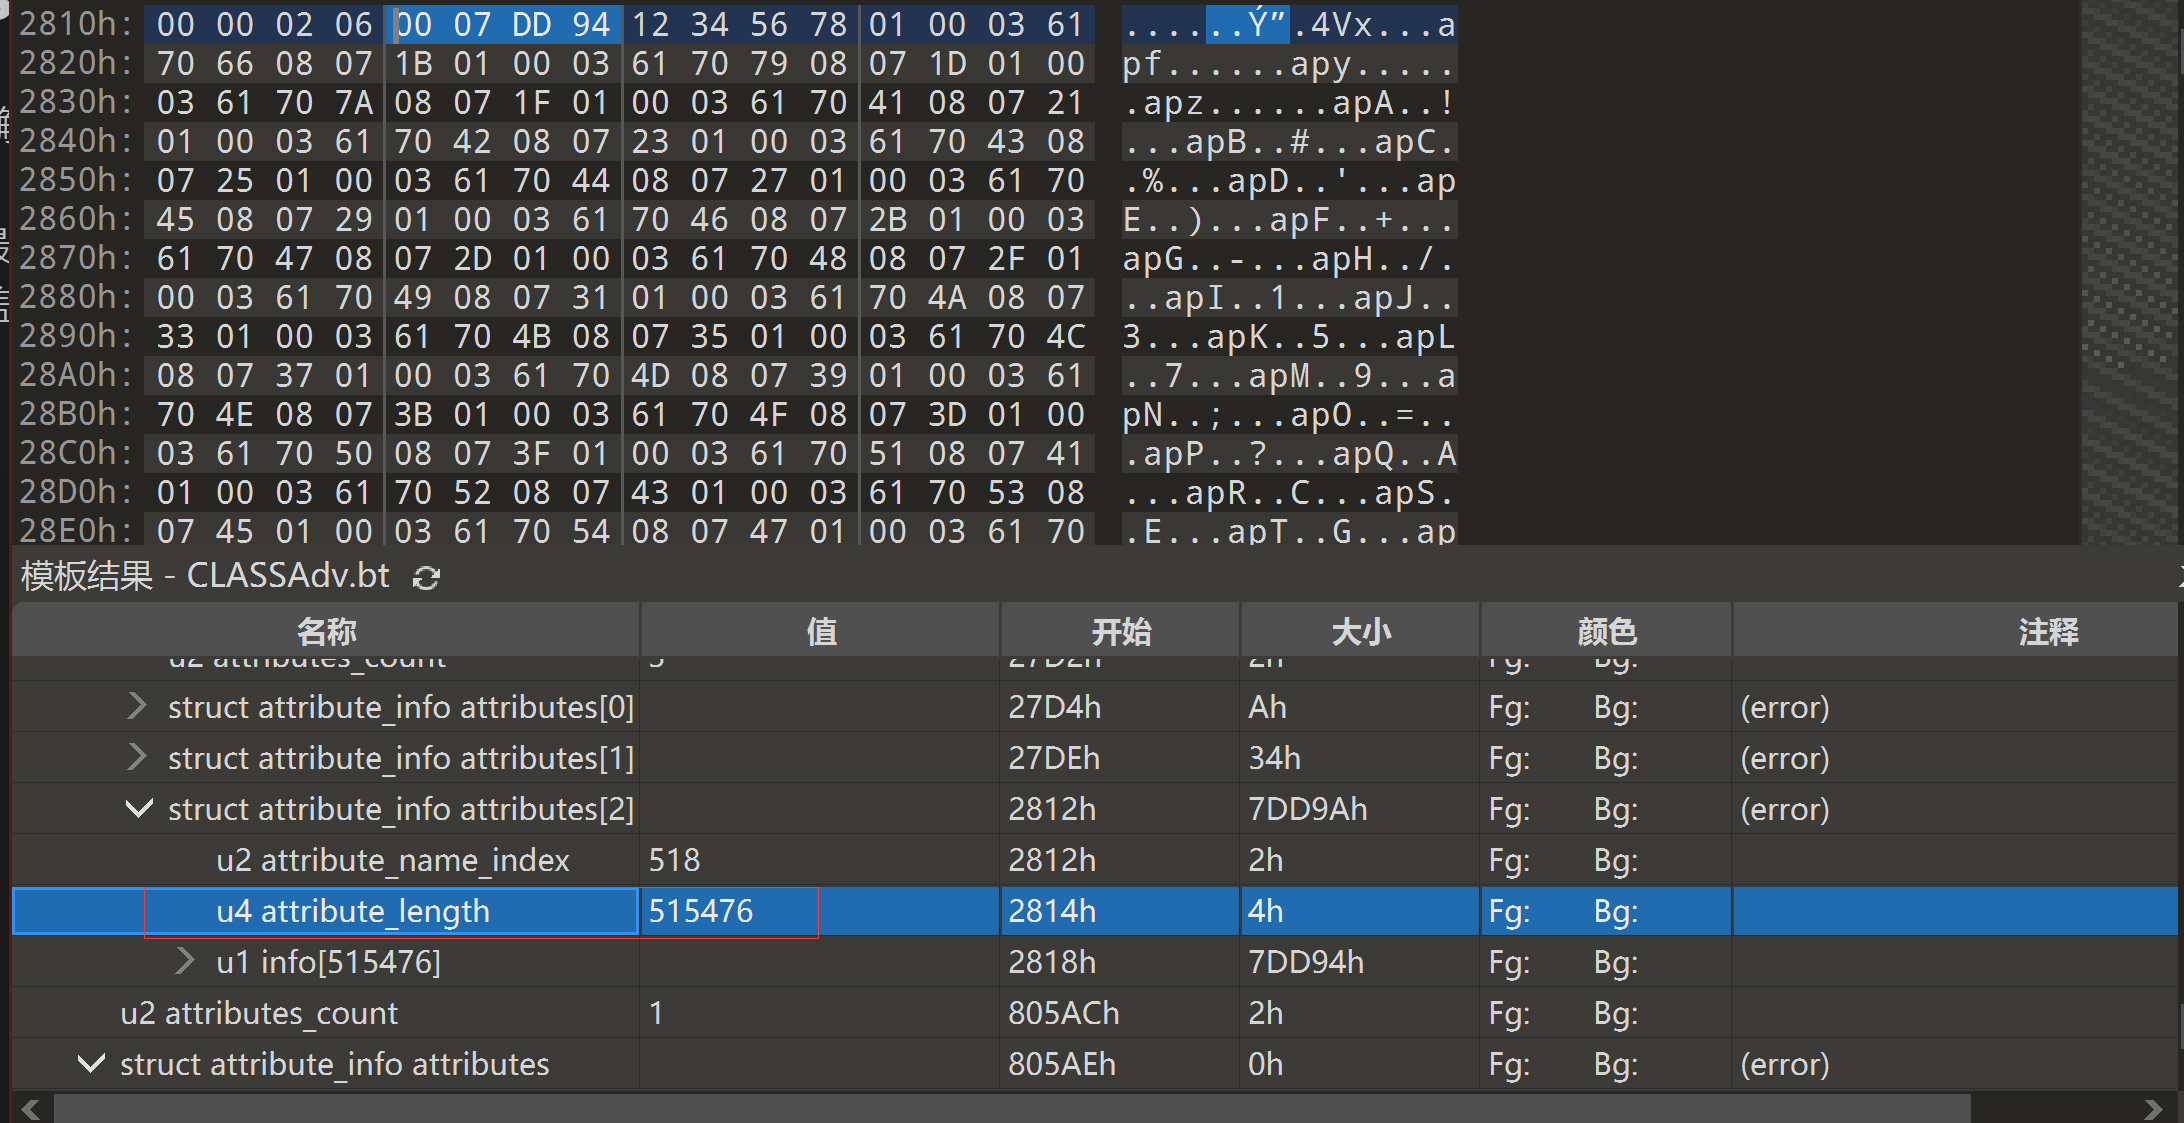 2810h: 00 00 02 06 00 07 DD 94 12 34 56 78 01 00 03 61 ......Ý”.4Vx...a
2820h: 70 66 08 07 1B 01 00 03 61 70 79 08 07 1D 01 00 pf......apy.....
2830h: 03 61 70 7A 08 07 1F 01 00 03 61 70 41 08 07 21 .apz......apA..!
2840h: 01 00 03 61 70 42 08 07 23 01 00 03 61 70 43 08 ...apB..#...apC.
2850h: 07 25 01 00 03 61 70 44 08 07 27 01 00 03 61 70 .%...apD..'...ap
2860h: 45 08 07 29 01 00 03 61 70 46 08 07 2B 01 00 03 E..)...apF..+...
2870h: 61 70 47 08 07 2D 01 00 03 61 70 48 08 07 2F 01 apG..-...apH../.
2880h: 00 03 61 70 49 08 07 31 01 00 03 61 70 4A 08 07 ..apI..1...apJ..
2890h: 33 01 00 03 61 70 4B 08 07 35 01 00 03 61 70 4C 3...apK..5...apL
28A0h: 08 07 37 01 00 03 61 70 4D 08 07 39 01 00 03 61 ..7...apM..9...a
28B0h: 70 4E 08 07 3B 01 00 03 61 70 4F 08 07 3D 01 00 pN..;...apO..=..
28C0h: 03 61 70 50 08 07 3F 01 00 03 61 70 51 08 07 41 .apP..?...apQ..A
28D0h: 01 00 03 61 70 52 08 07 43 01 00 03 61 70 53 08 ...apR..C...apS.
28E0h: 07 45 01 00 03 61 70 54 08 07 47 01 00 03 61 70 .E...apT..G...ap
模板结果 - CLASSAdv.bt
名称 值 开始 大小 颜色 注释
u2 attributes_count 3 27D2h 2h Fg: Bg:
struct attribute_info attributes[0] 27D4h Ah Fg: Bg: (error)
struct attribute_info attributes[1] 27DEh 34h Fg: Bg: (error)
struct attribute_info attributes[2] 2812h 7DD9Ah Fg: Bg: (error)
u2 attribute_name_index 518 2812h 2h Fg: Bg:
u4 attribute_length 515476 2814h 4h Fg: Bg:
u1 info[515476] 2818h 7DD94h Fg: Bg:
u2 attributes_count 1 805ACh 2h Fg: Bg:
struct attribute_info attributes 805AEh 0h Fg: Bg: (error)